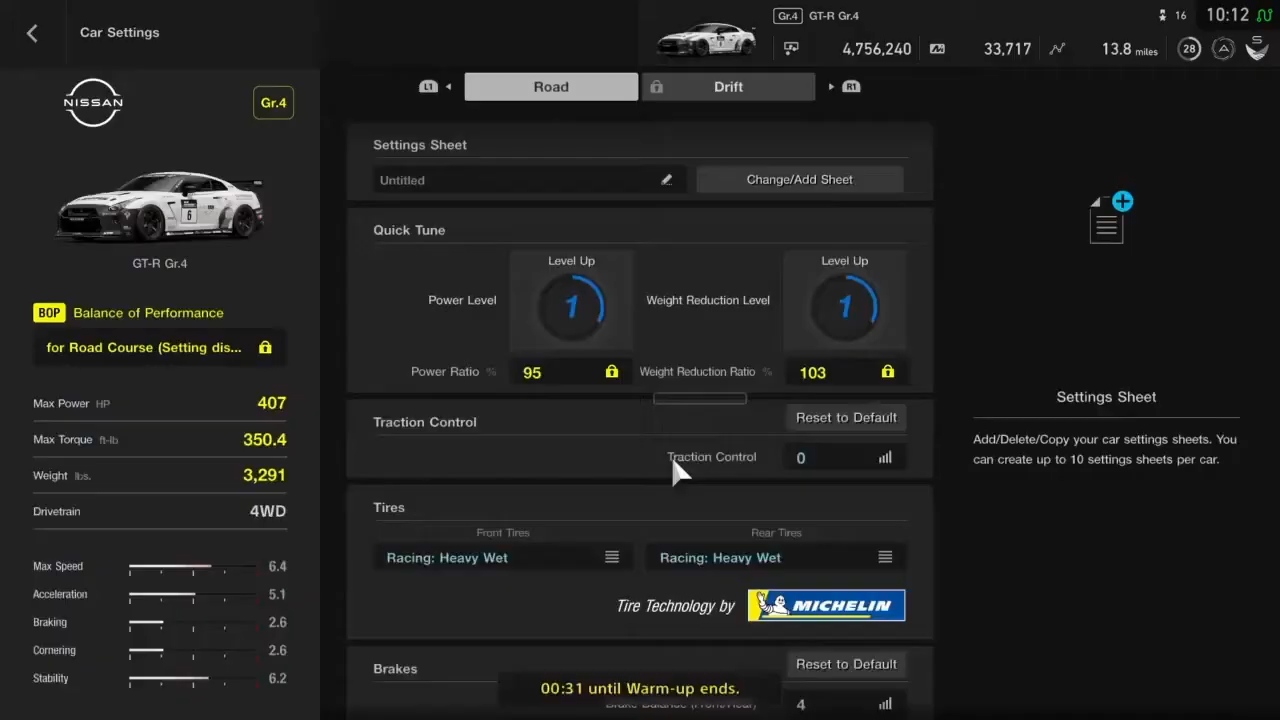 Car Settings
Gr.4 GT-R Gr.4
16 10:12
4,756,240 33,717 13.8 miles 28 A S
NISSAN
Gr.4
6
GT-R Gr.4
BOP Balance of Performance
for Road Course (Setting dis...
Max Power HP 407
Max Torque ft-lb 350.4
Weight lbs. 3,291
Drivetrain 4WD
Max Speed 6.4
Acceleration 5.1
Braking 2.6
Cornering 2.6
Stability 6.2
L1 Road Drift R1
Settings Sheet
Untitled Change/Add Sheet
Quick Tune
Level Up Level Up
Power Level 1 Weight Reduction Level 1
Power Ratio % 95 Weight Reduction Ratio % 103
Traction Control Reset to Default
Traction Control 0
Tires
Front Tires Rear Tires
Racing: Heavy Wet Racing: Heavy Wet
Tire Technology by MICHELIN
Brakes Reset to Default
00:31 until Warm-up ends.
Brake Balance (Front/Rear) 4
Settings Sheet
Add/Delete/Copy your car settings sheets. You
can create up to 10 settings sheets per car.